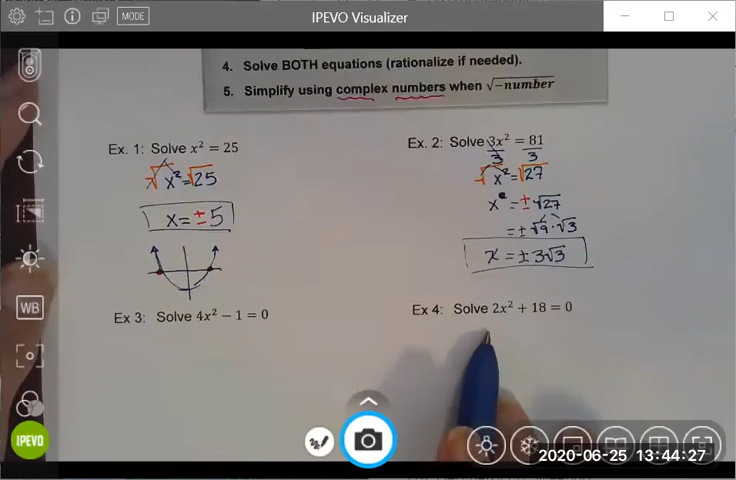 IPEVO Visualizer
MODE
4. Solve BOTH equations (rationalize if needed).
5. Simplify using complex numbers when √−number
Ex. 1: Solve x² = 25
√x² = √25
x = ± 5
Ex. 2: Solve 3x² = 81
3 3
√x² = √27
x = ± √27
= ± √9 · √3
x = ± 3√3
Ex 3: Solve 4x² − 1 = 0
Ex 4: Solve 2x² + 18 = 0
WB
IPEVO
2020-06-25 13:44:27